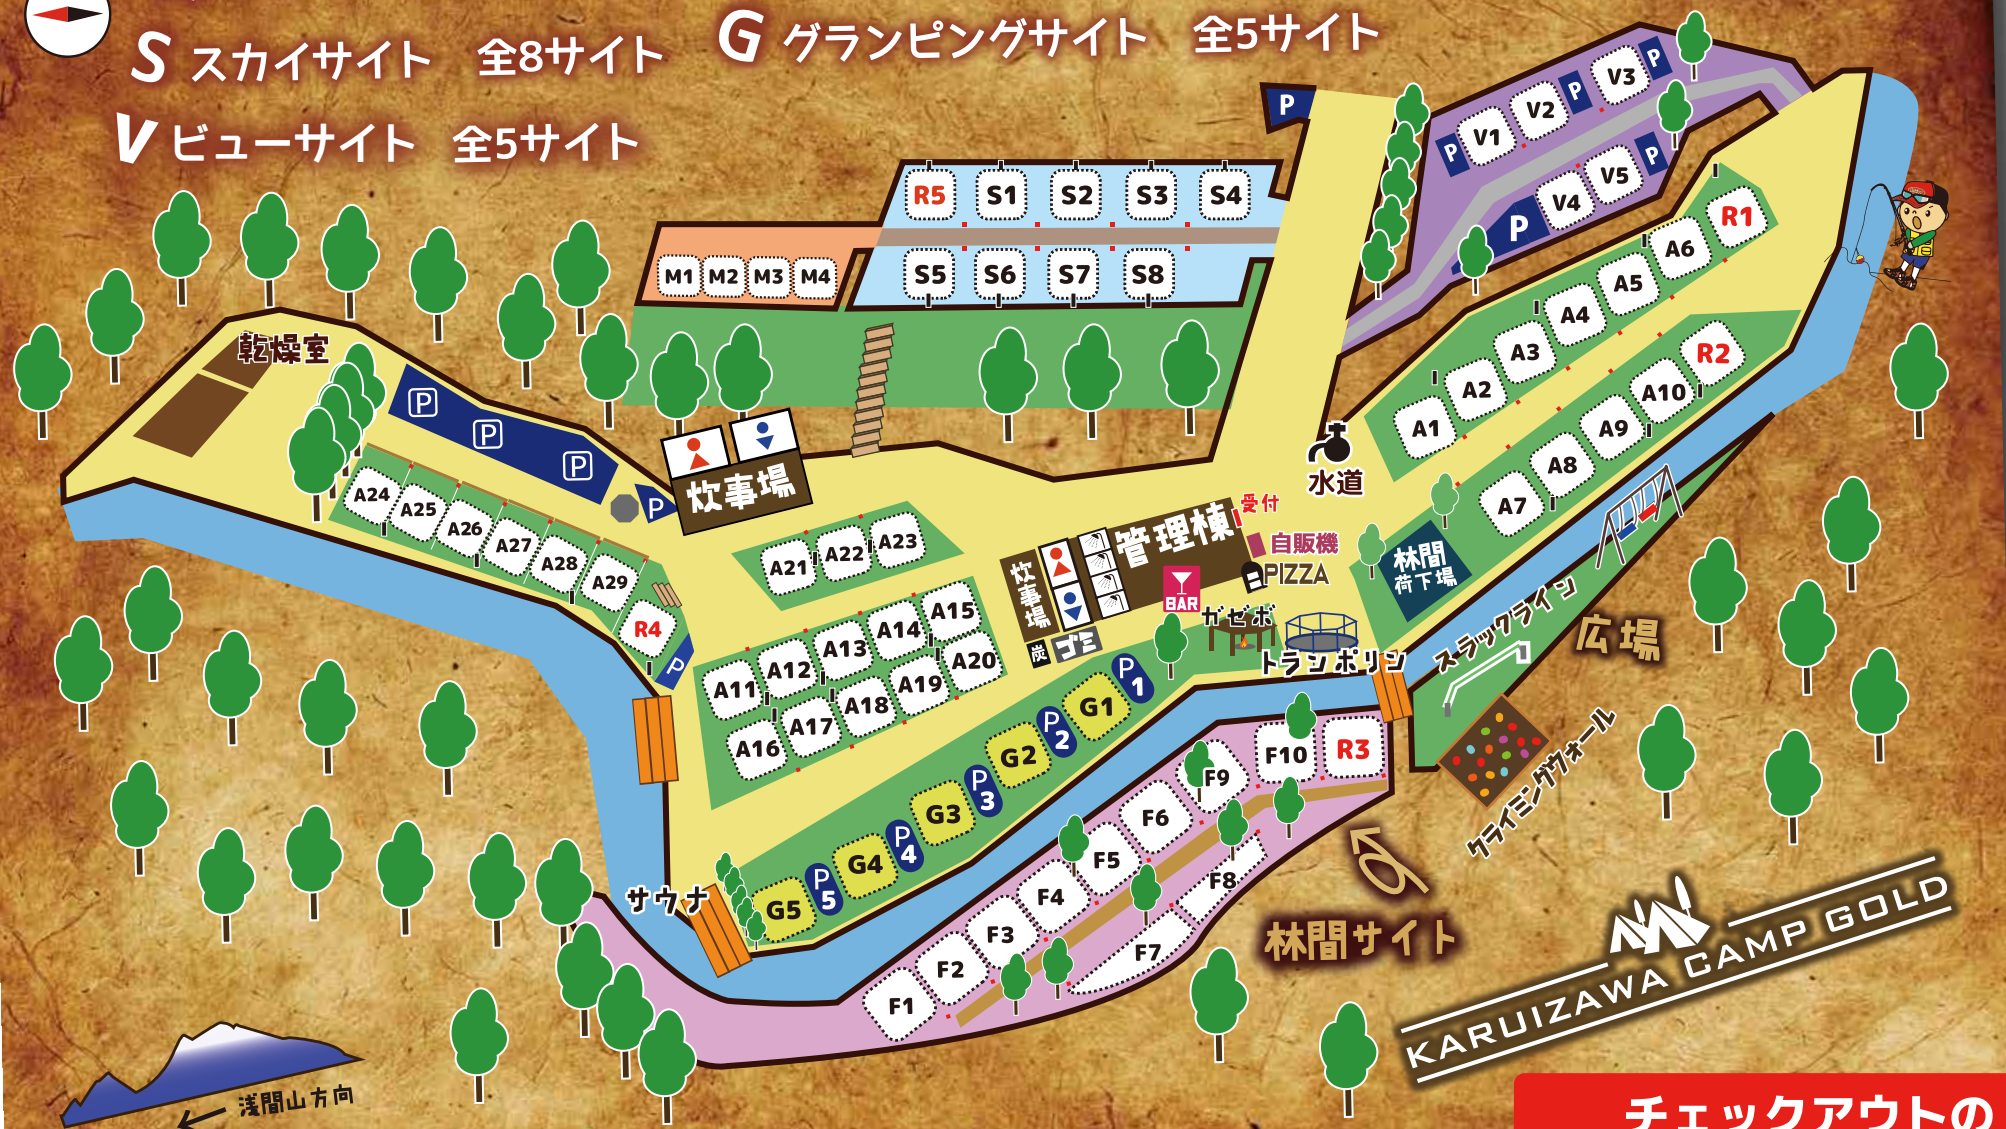 S スカイサイト 全8サイト
G グランピングサイト 全5サイト
V ビューサイト 全5サイト
P
P V1 V2 P V3 P
P V4 V5 P
R5 S1 S2 S3 S4
S5 S6 S7 S8
M1 M2 M3 M4
乾燥室
P P P
P
炊事場
A24 A25 A26 A27 A28 A29 R4
P
A1 A2 A3 A4 A5 A6 R1
A7 A8 A9 A10 R2
水道
A21 A22 A23
A11 A12 A13 A14 A15
A16 A17 A18 A19 A20
炊事場
管理棟
受付
自販機
PIZZA
BAR
炭
ゴミ
ガゼボ
トランポリン
林間
荷下場
スラックライン
広場
クライミングウォール
G1 P1
G2 P2
G3 P3
G4 P4
G5 P5
サウナ
F1 F2 F3 F4 F5 F6 F9 F10 R3
F7 F8
林間サイト
KARUIZAWA CAMP GOLD
浅間山方向
チェックアウトの